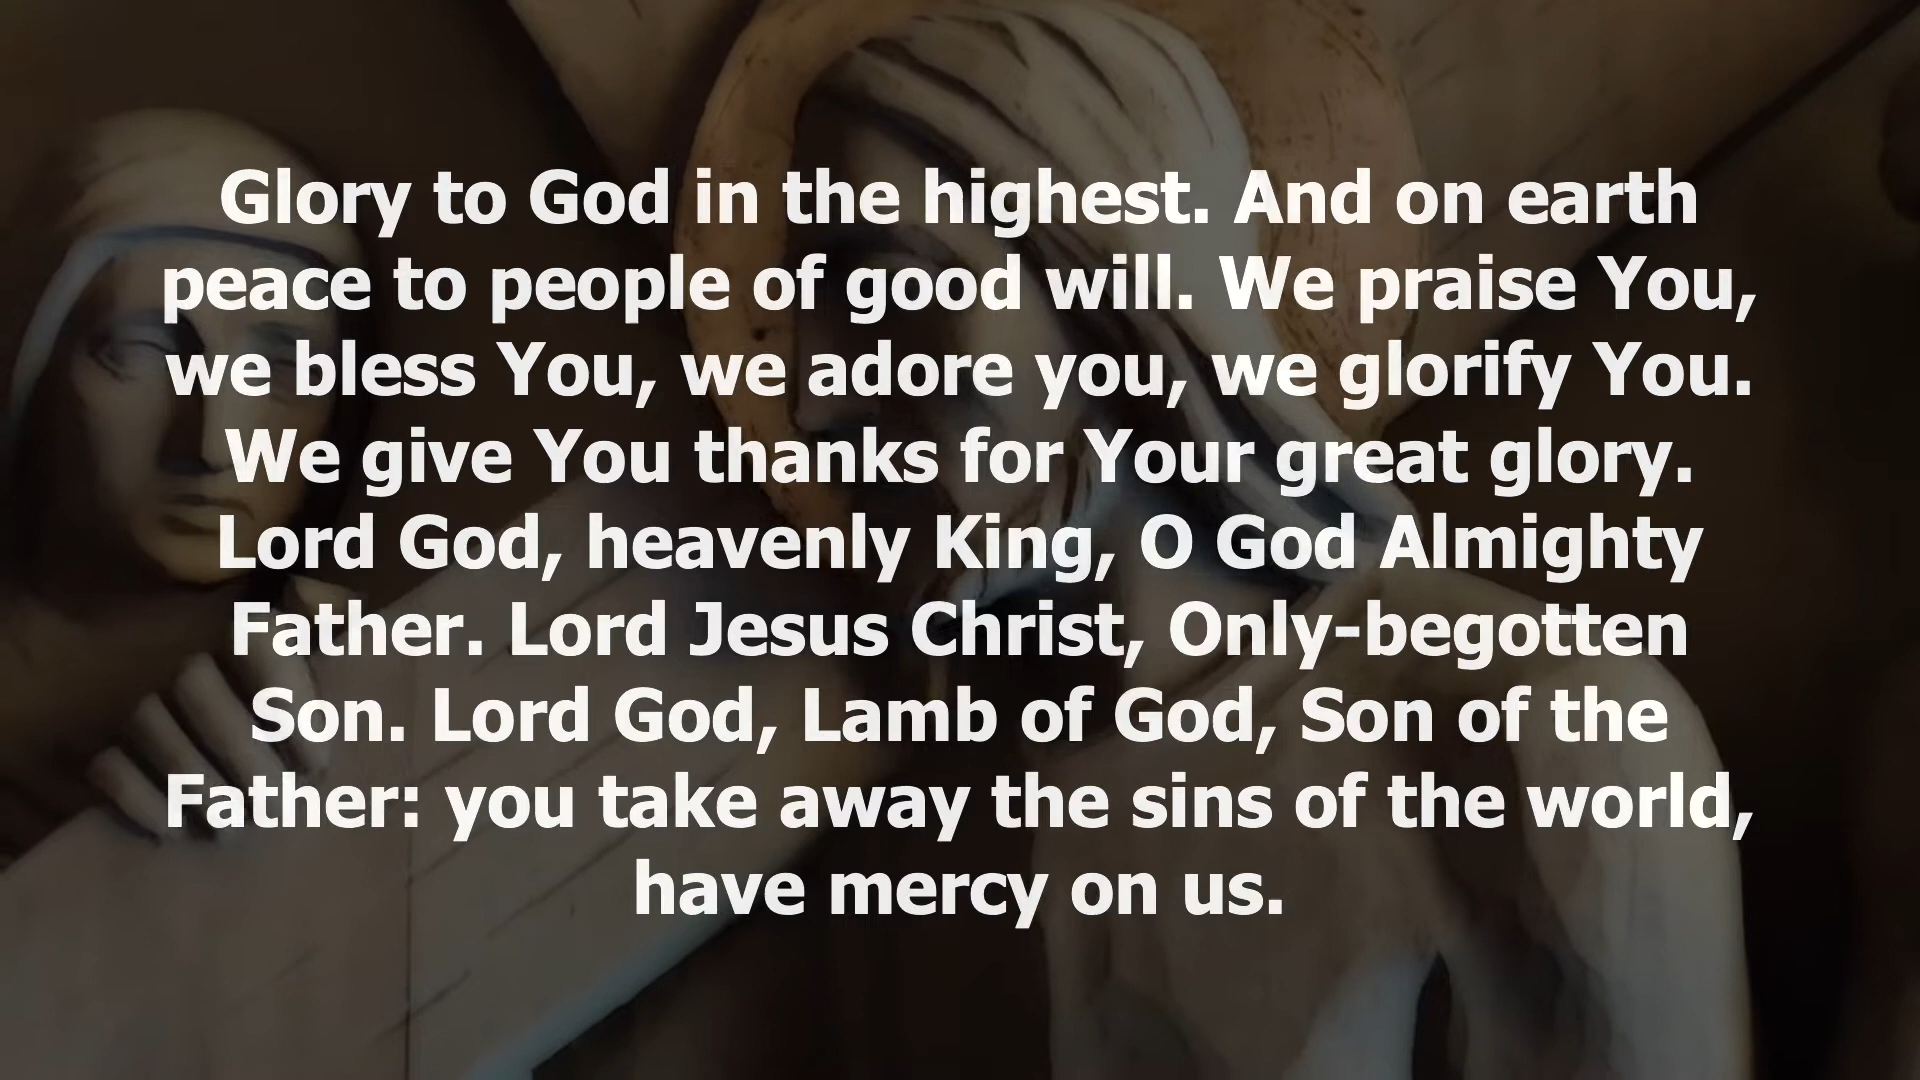 Glory to God in the highest. And on earth
peace to people of good will. We praise You,
we bless You, we adore you, we glorify You.
We give You thanks for Your great glory.
Lord God, heavenly King, O God Almighty
Father. Lord Jesus Christ, Only-begotten
Son. Lord God, Lamb of God, Son of the
Father: you take away the sins of the world,
have mercy on us.